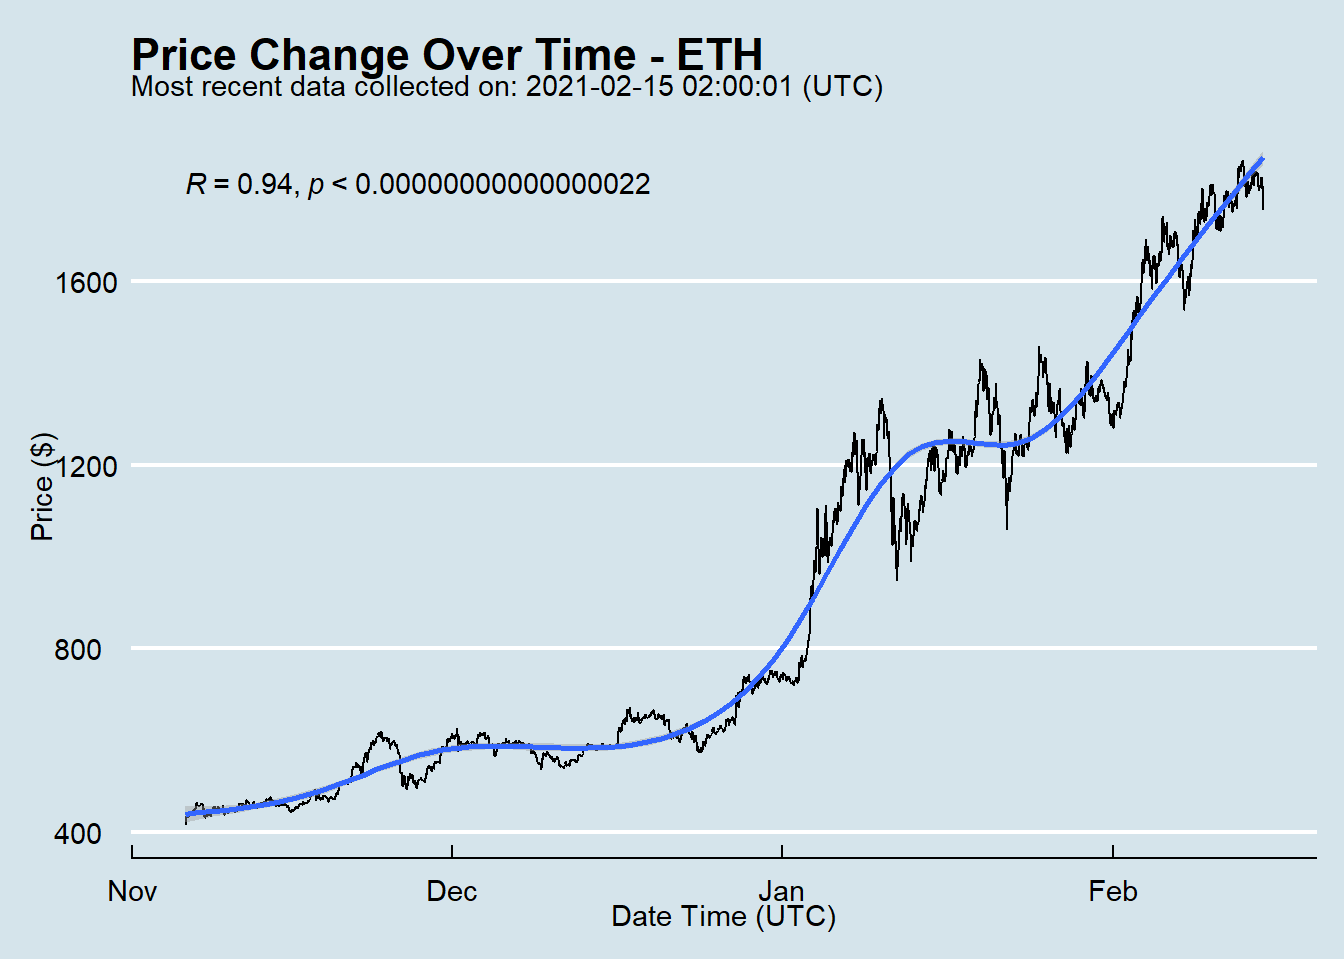 Price Change Over Time - ETH
Most recent data collected on: 2021-02-15 02:00:01 (UTC)
R = 0.94, p < 0.00000000000000022
1600
1200
800
400
Price ($)
Nov Dec Jan Feb
Date Time (UTC)